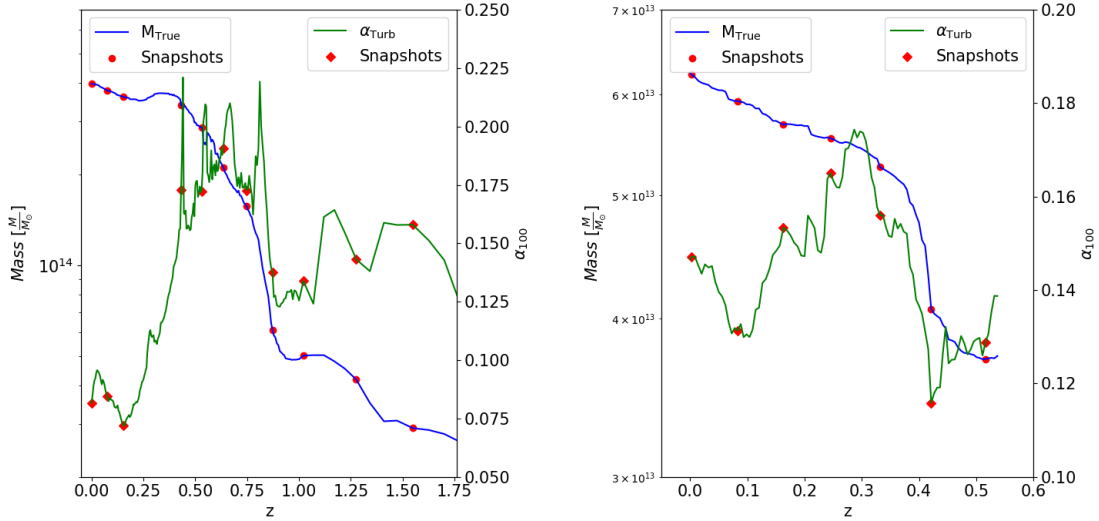 M_True
Snapshots
α_Turb
Snapshots
Mass [M/M_⊙]
10^14
0.250
0.225
0.200
0.175
0.150
0.125
0.100
0.075
0.050
α_100
0.00 0.25 0.50 0.75 1.00 1.25 1.50 1.75
z
M_True
Snapshots
α_Turb
Snapshots
Mass [M/M_⊙]
7 × 10^13
6 × 10^13
5 × 10^13
4 × 10^13
3 × 10^13
0.20
0.18
0.16
0.14
0.12
0.10
α_100
0.0 0.1 0.2 0.3 0.4 0.5 0.6
z